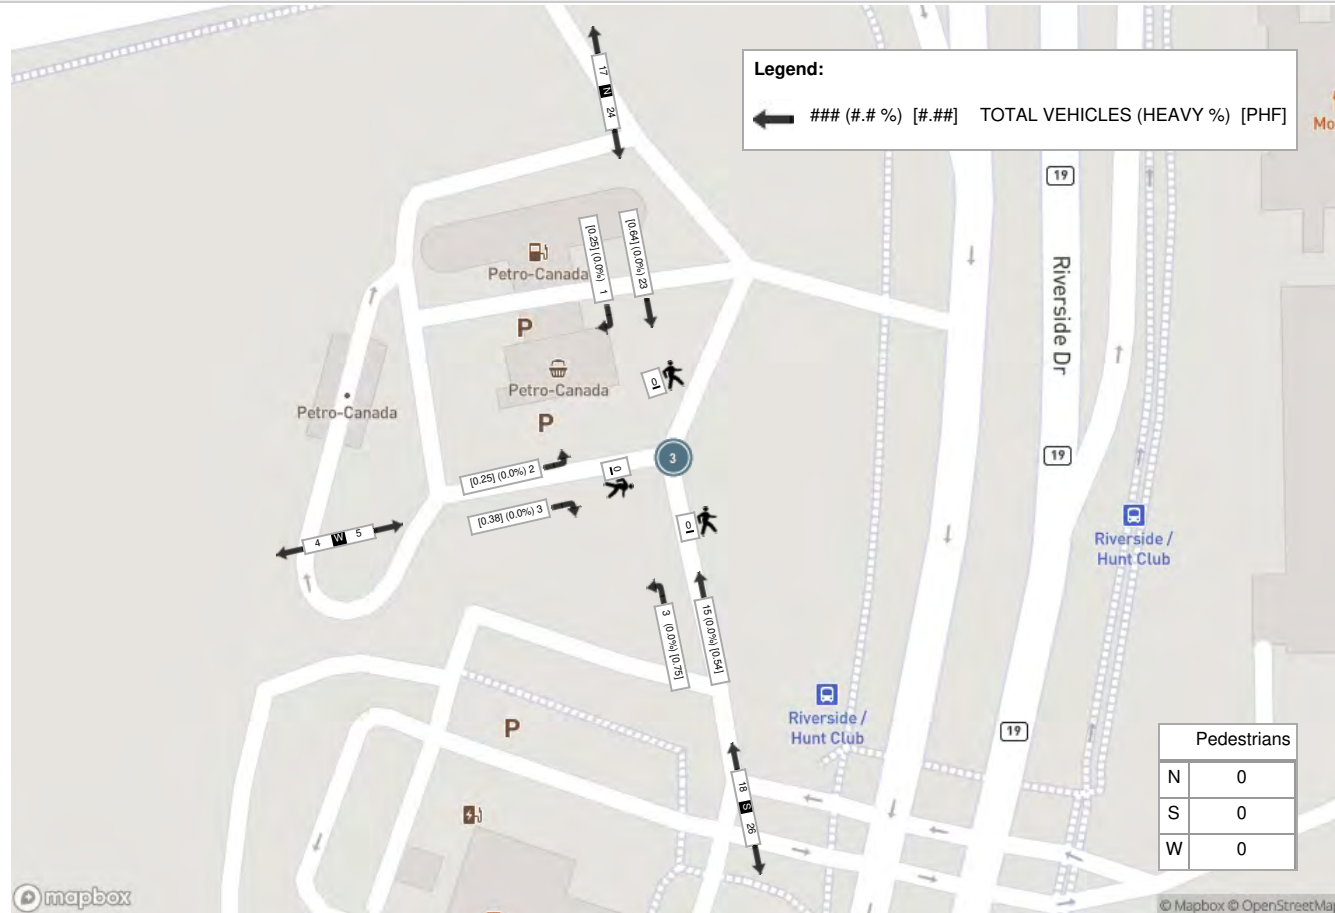 Legend:
### (#.# %) [#.##] TOTAL VEHICLES (HEAVY %) [PHF]
Mo
17 N 24
19
[0.25] (0.0%) 1
[0.64] (0.0%) 23
Petro-Canada
Riverside Dr
P
Petro-Canada
0
Petro-Canada
P
3
19
[0.25] (0.0%) 2
0
[0.38] (0.0%) 3
0
4 W 5
Riverside /
Hunt Club
3 (0.0%) [0.75]
15 (0.0%) [0.54]
Riverside /
Hunt Club
P
19
18 S 26
Pedestrians
N 0
S 0
W 0
mapbox
© Mapbox © OpenStreetMap